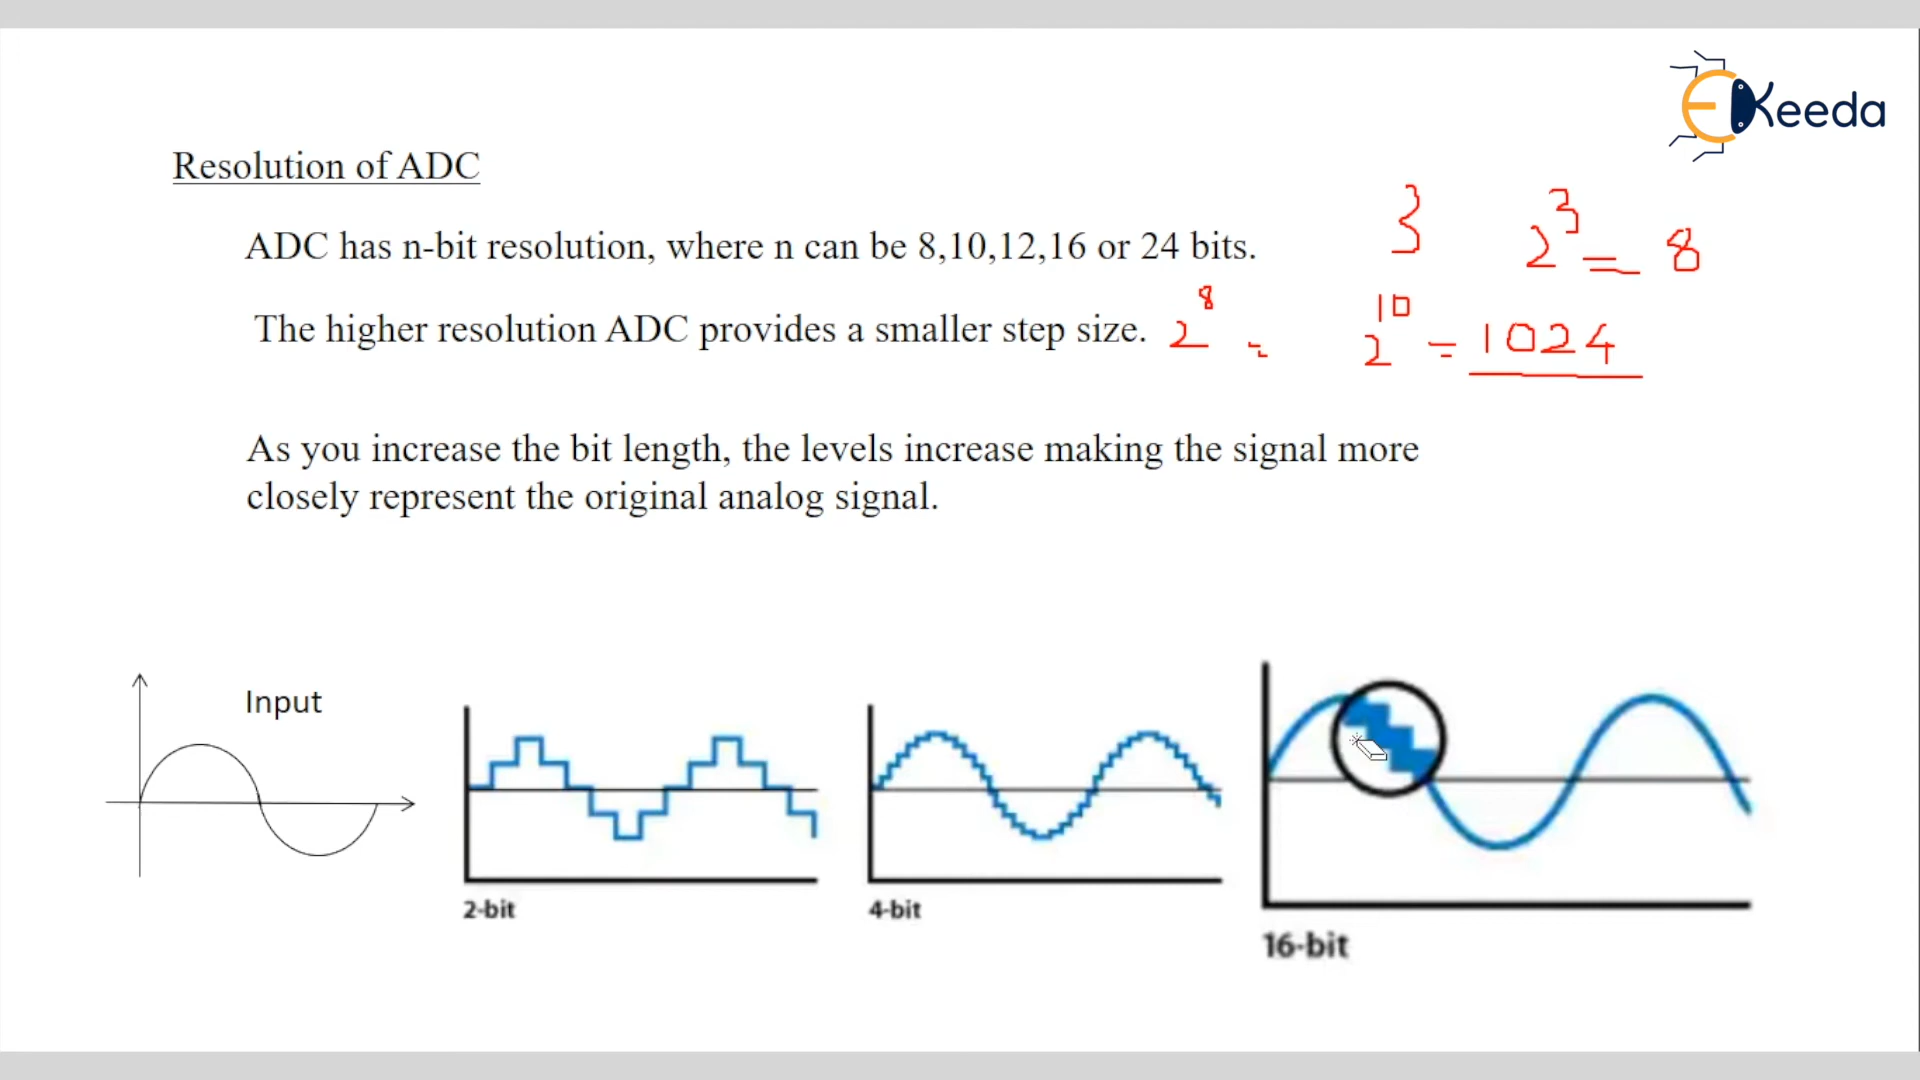 EKeeda
Resolution of ADC
3 2^3 = 8
ADC has n-bit resolution, where n can be 8,10,12,16 or 24 bits.
The higher resolution ADC provides a smaller step size. 2^8 = 2^10 = 1024
As you increase the bit length, the levels increase making the signal more
closely represent the original analog signal.
Input
2-bit
4-bit
16-bit